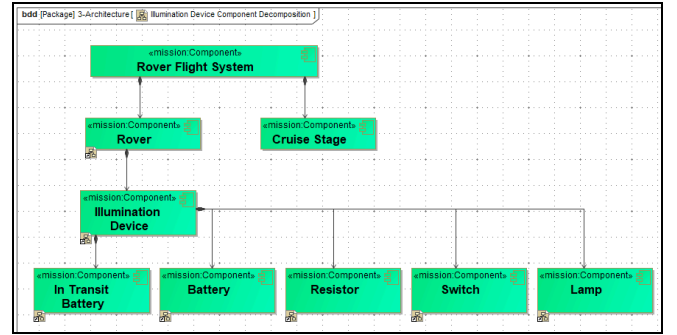 bdd [Package] 3-Architecture [ Illumination Device Component Decomposition ]
«mission:Component»
Rover Flight System
«mission:Component»
Rover
«mission:Component»
Cruise Stage
«mission:Component»
Illumination
Device
«mission:Component»
In Transit
Battery
«mission:Component»
Battery
«mission:Component»
Resistor
«mission:Component»
Switch
«mission:Component»
Lamp